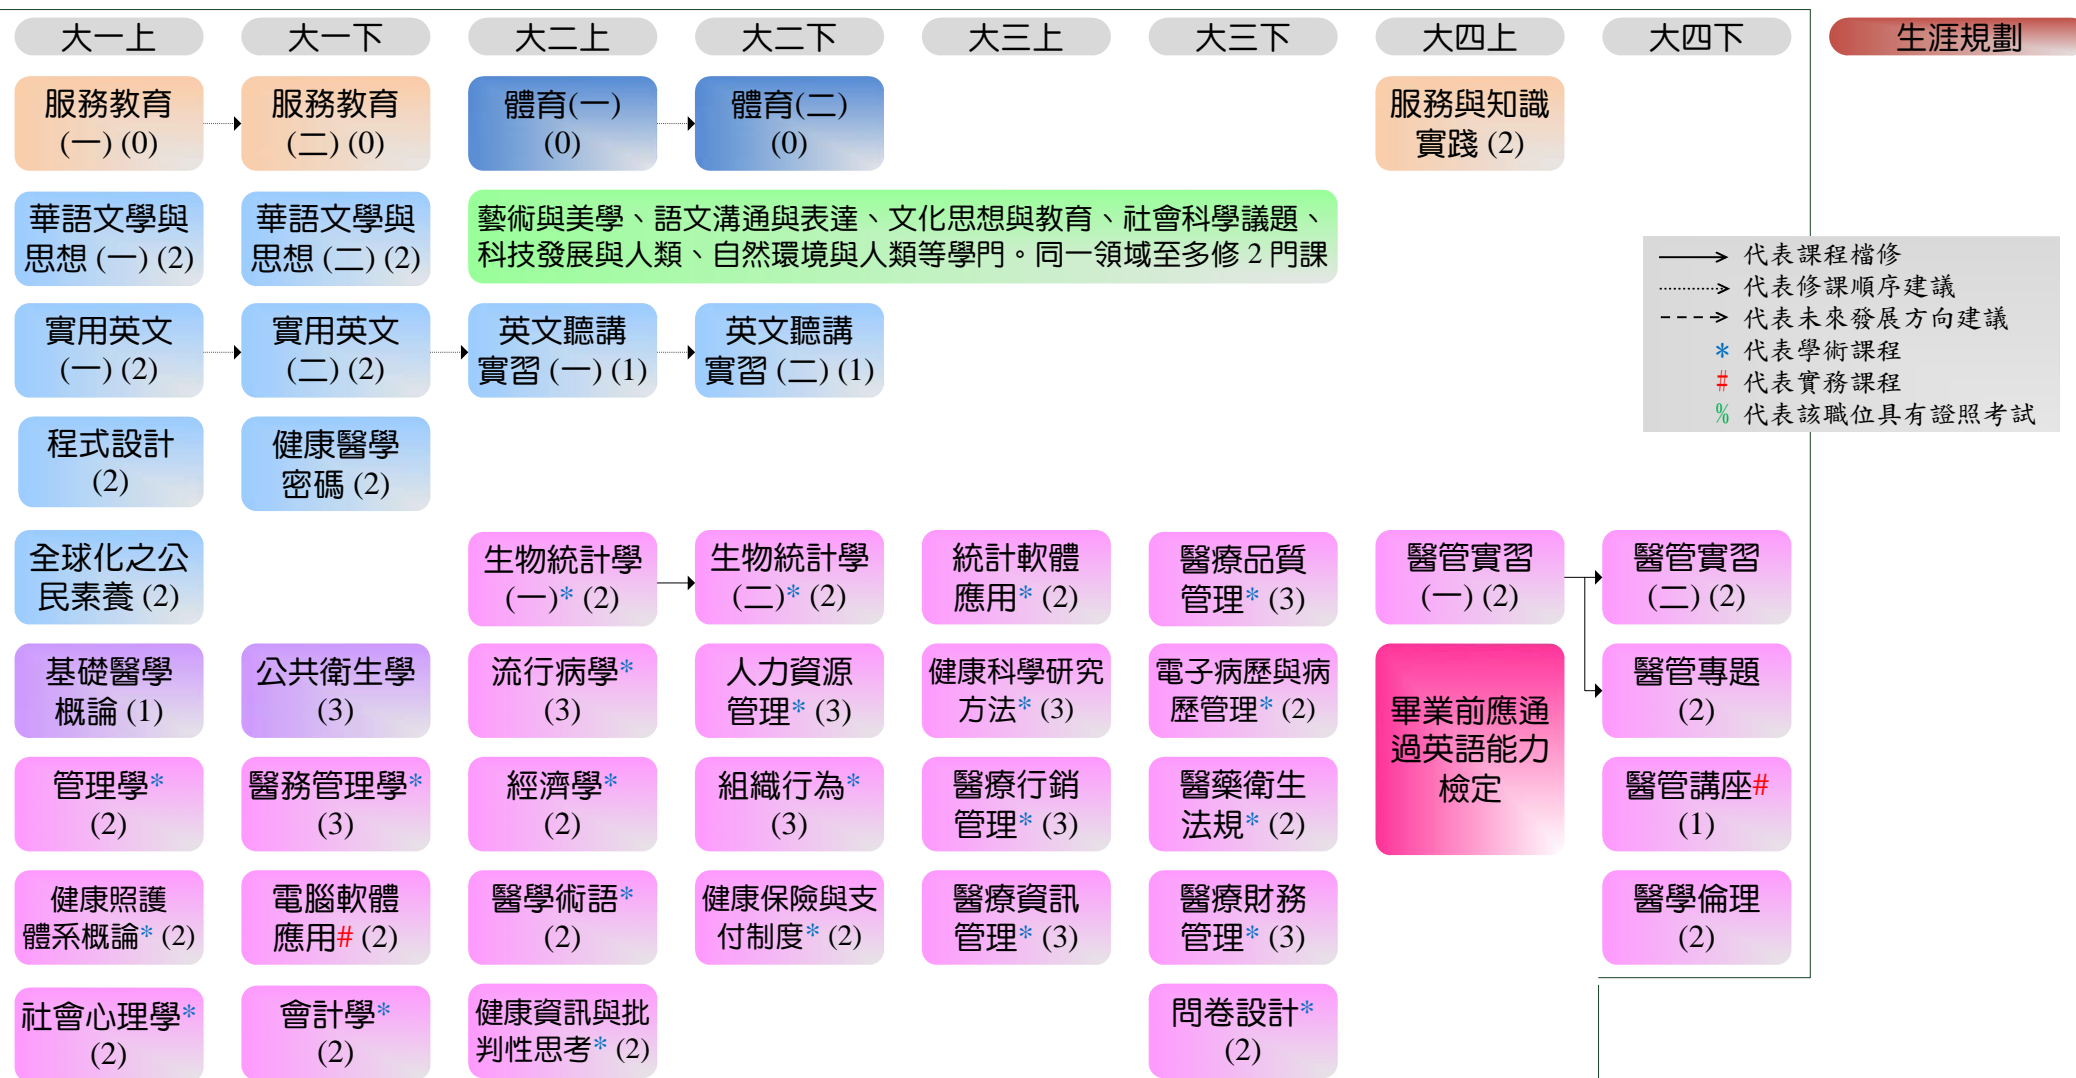 大一上
大一下
大二上
大二下
大三上
大三下
大四上
大四下
生涯規劃
服務教育
(一) (0)
服務教育
(二) (0)
體育(一)
(0)
體育(二)
(0)
服務與知識
實踐 (2)
華語文學與
思想 (一) (2)
華語文學與
思想 (二) (2)
藝術與美學、語文溝通與表達、文化思想與教育、社會科學議題、
科技發展與人類、自然環境與人類等學門。同一領域至多修 2 門課
代表課程檔修
代表修課順序建議
代表未來發展方向建議
* 代表學術課程
# 代表實務課程
% 代表該職位具有證照考試
實用英文
(一) (2)
實用英文
(二) (2)
英文聽講
實習 (一) (1)
英文聽講
實習 (二) (1)
程式設計
(2)
健康醫學
密碼 (2)
全球化之公
民素養 (2)
生物統計學
(一)* (2)
生物統計學
(二)* (2)
統計軟體
應用* (2)
醫療品質
管理* (3)
醫管實習
(一) (2)
醫管實習
(二) (2)
基礎醫學
概論 (1)
公共衛生學
(3)
流行病學*
(3)
人力資源
管理* (3)
健康科學研究
方法* (3)
電子病歷與病
歷管理* (2)
畢業前應通
過英語能力
檢定
醫管專題
(2)
管理學*
(2)
醫務管理學*
(3)
經濟學*
(2)
組織行為*
(3)
醫療行銷
管理* (3)
醫藥衛生
法規* (2)
醫管講座#
(1)
健康照護
體系概論* (2)
電腦軟體
應用# (2)
醫學術語*
(2)
健康保險與支
付制度* (2)
醫療資訊
管理* (3)
醫療財務
管理* (3)
醫學倫理
(2)
社會心理學*
(2)
會計學*
(2)
健康資訊與批
判性思考* (2)
問卷設計*
(2)